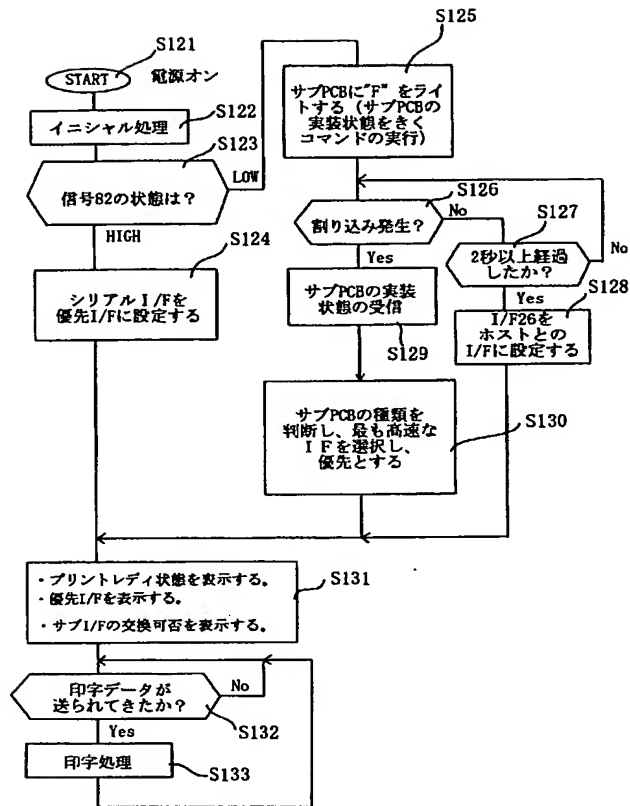 S121
START
電源オン
S122
イニシャル処理
S123
信号82の状態は？
LOW
HIGH
S124
シリアルI/Fを
優先I/Fに設定する
S125
サブPCBに"F"をライ
トする（サブPCBの
実装状態をきく
コマンドの実行）
S126
割り込み発生？
No
Yes
S127
2秒以上経過
したか？
No
Yes
S128
I/F26を
ホストとの
I/Fに設定する
サブPCBの実装
状態の受信
S129
サブPCBの種類を
判断し、最も高速な
IFを選択し、
優先とする
S130
・プリントレディ状態を表示する。
・優先I/Fを表示する。
・サブI/Fの交換可否を表示する。
S131
印字データが
送られてきたか？
No
S132
Yes
印字処理
S133